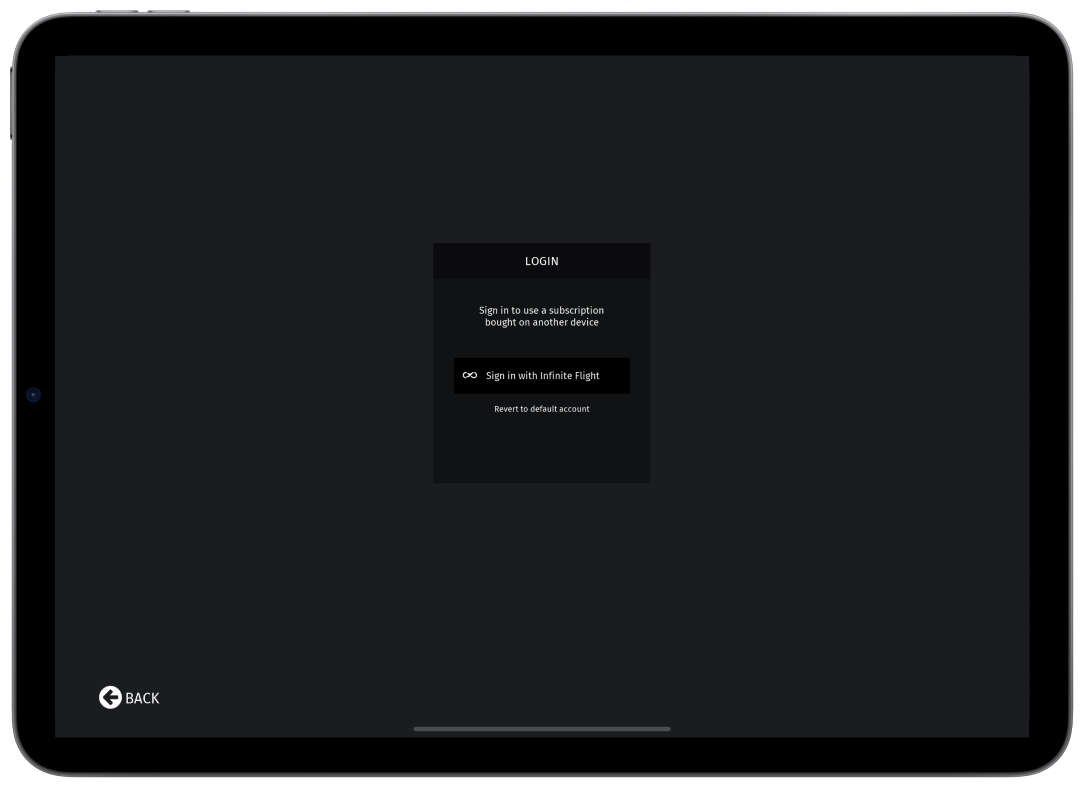 LOGIN
Sign in to use a subscription
bought on another device
Sign in with Infinite Flight
Revert to default account
BACK